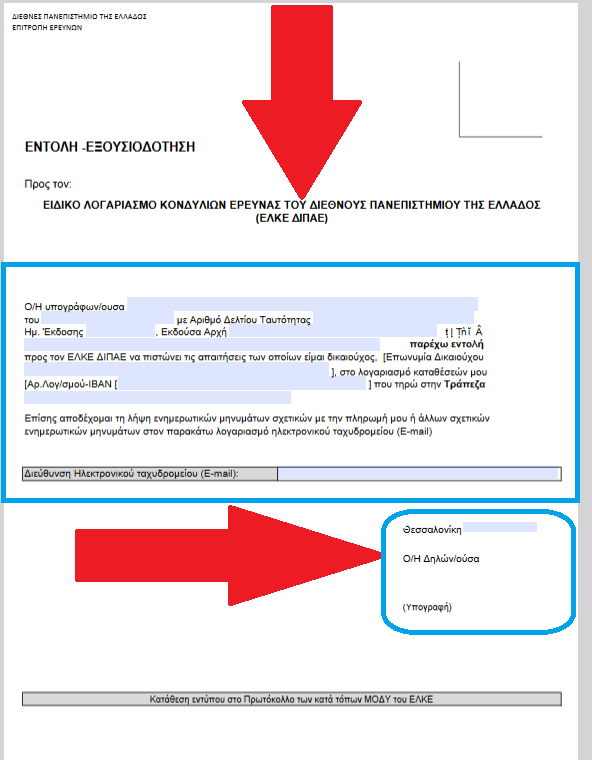 ΔΙΕΘΝΕΣ ΠΑΝΕΠΙΣΤΗΜΙΟ ΤΗΣ ΕΛΛΑΔΟΣ
ΕΠΙΤΡΟΠΗ ΕΡΕΥΝΩΝ
ΕΝΤΟΛΗ -ΕΞΟΥΣΙΟΔΟΤΗΣΗ
Προς τον:
ΕΙΔΙΚΟ ΛΟΓΑΡΙΑΣΜΟ ΚΟΝΔΥΛΙΩΝ ΕΡΕΥΝΑΣ ΤΟΥ ΔΙΕΘΝΟΥΣ ΠΑΝΕΠΙΣΤΗΜΙΟΥ ΤΗΣ ΕΛΛΑΔΟΣ
(ΕΛΚΕ ΔΙΠΑΕ)
Ο/Η υπογράφων/ουσα
του με Αριθμό Δελτίου Ταυτότητας
Ημ. Έκδοσης , Εκδούσα Αρχή
παρέχω εντολή
προς τον ΕΛΚΕ ΔΙΠΑΕ να πιστώνει τις απαιτήσεις των οποίων είμαι δικαιούχος, [Επωνυμία Δικαιούχου
], στο λογαριασμό καταθέσεών μου
[Αρ.Λογ/σμού-IBAN [ ] που τηρώ στην Τράπεζα
Επίσης αποδέχομαι τη λήψη ενημερωτικών μηνυμάτων σχετικών με την πληρωμή μου ή άλλων σχετικών
ενημερωτικών μηνυμάτων στον παρακάτω λογαριασμό ηλεκτρονικού ταχυδρομείου (E-mail)
Διεύθυνση Ηλεκτρονικού ταχυδρομείου (E-mail):
Θεσσαλονίκη
Ο/Η Δηλών/ούσα
(Υπογραφή)
Κατάθεση εντύπου στο Πρωτόκολλο των κατά τόπων ΜΟΔΥ του ΕΛΚΕ